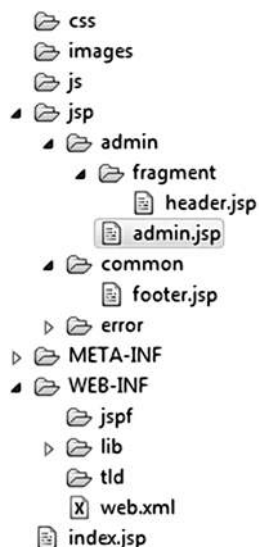 css
images
js
jsp
admin
fragment
header.jsp
admin.jsp
common
footer.jsp
error
META-INF
WEB-INF
jspf
lib
tld
web.xml
index.jsp